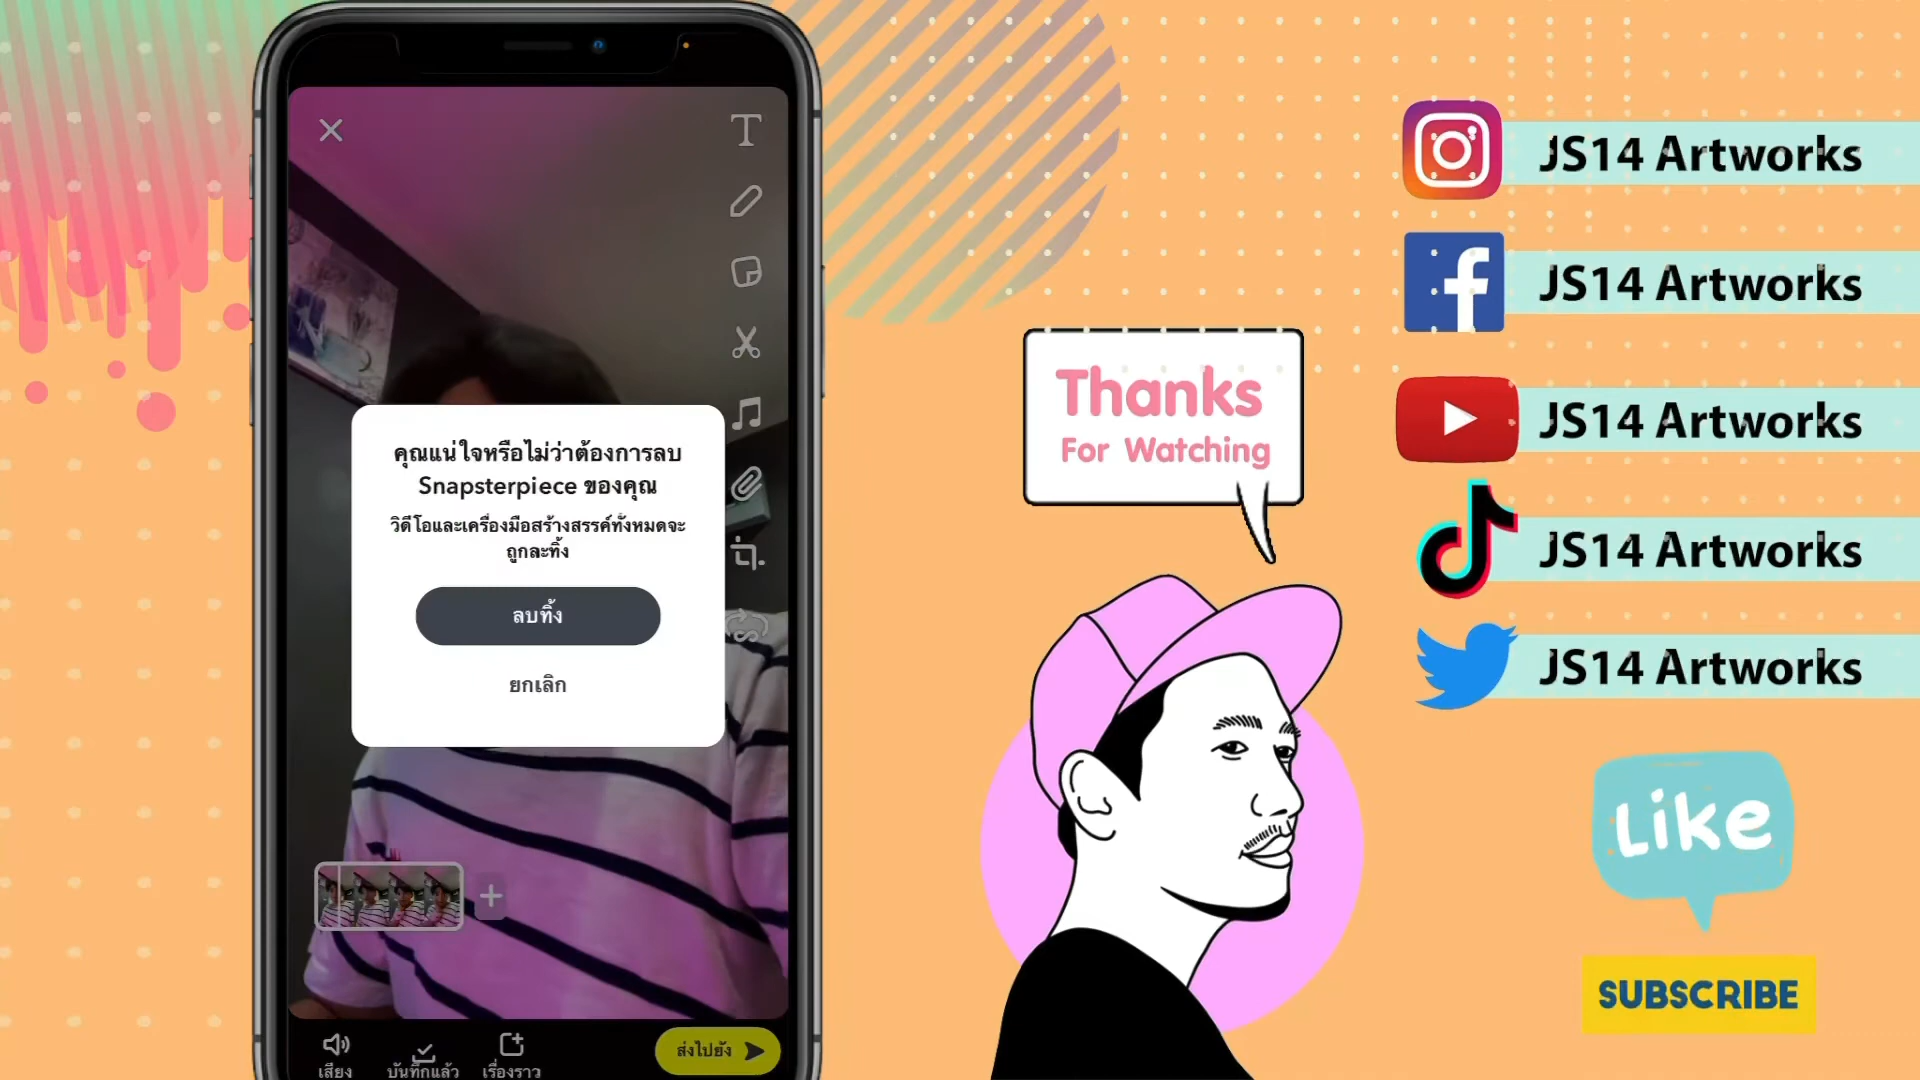 T
คุณแน่ใจหรือไม่ว่าต้องการลบ
Snapsterpiece ของคุณ
วิดีโอและเครื่องมือสร้างสรรค์ทั้งหมดจะ
ถูกละทิ้ง
ลบทิ้ง
ยกเลิก
เสียง
บันทึกแล้ว
เรื่องราว
ส่งไปยัง
Thanks
For Watching
JS14 Artworks
JS14 Artworks
JS14 Artworks
JS14 Artworks
JS14 Artworks
Like
SUBSCRIBE